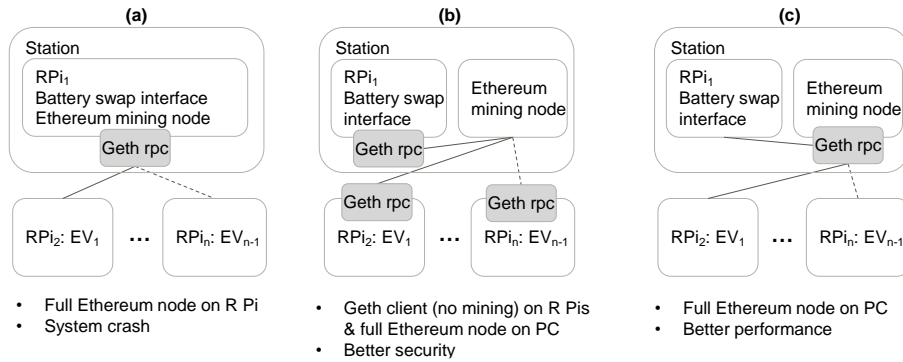 (a)
Station
RPi₁
Battery swap interface
Ethereum mining node
Geth rpc
RPi₂: EV₁
...
RPiₙ: EVₙ₋₁
• Full Ethereum node on R Pi
• System crash
(b)
Station
RPi₁
Battery swap
interface
Ethereum
mining node
Geth rpc
Geth rpc
Geth rpc
RPi₂: EV₁
...
RPiₙ: EVₙ₋₁
• Geth client (no mining) on R Pis
& full Ethereum node on PC
• Better security
(c)
Station
RPi₁
Battery swap
interface
Ethereum
mining node
Geth rpc
RPi₂: EV₁
...
RPiₙ: EVₙ₋₁
• Full Ethereum node on PC
• Better performance